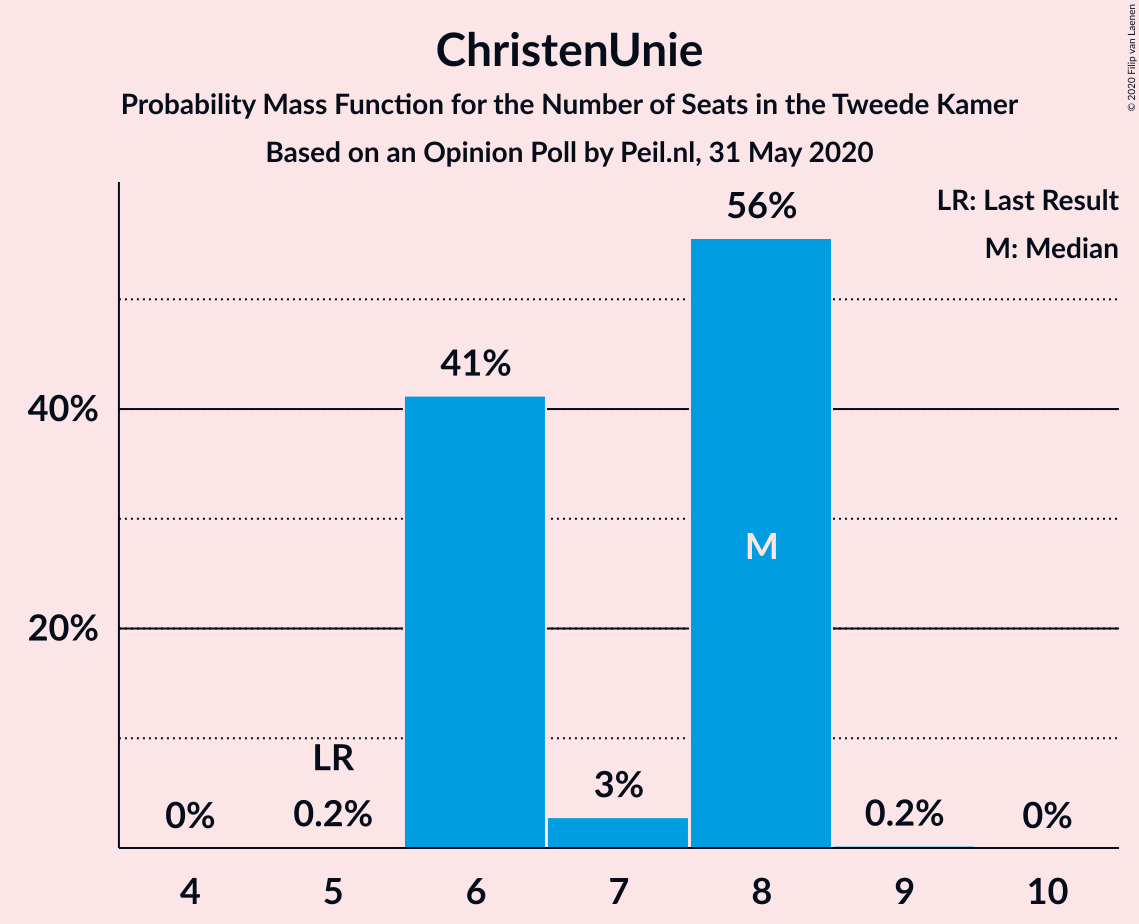 ChristenUnie
Probability Mass Function for the Number of Seats in the Tweede Kamer
Based on an Opinion Poll by Peil.nl, 31 May 2020
© 2020 Filip van Laenen
LR: Last Result
M: Median
56%
41%
40%
M
20%
LR
3%
0%
0.2%
0.2%
0%
4 5 6 7 8 9 10